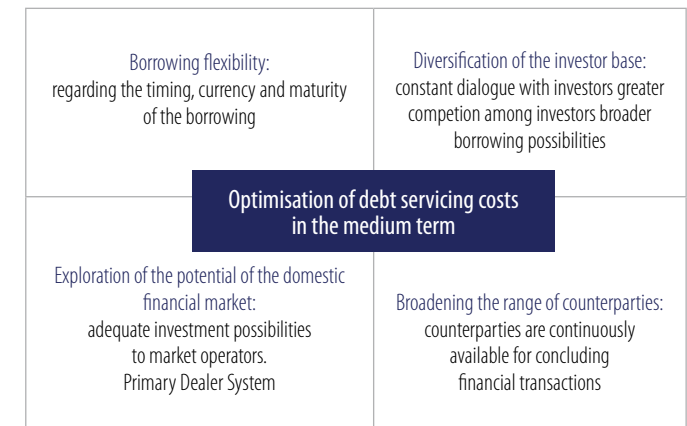 Borrowing flexibility:
regarding the timing, currency and maturity
of the borrowing
Diversification of the investor base:
constant dialogue with investors greater
competion among investors broader
borrowing possibilities
Optimisation of debt servicing costs
in the medium term
Exploration of the potential of the domestic
financial market:
adequate investment possibilities
to market operators.
Primary Dealer System
Broadening the range of counterparties:
counterparties are continuously
available for concluding
financial transactions